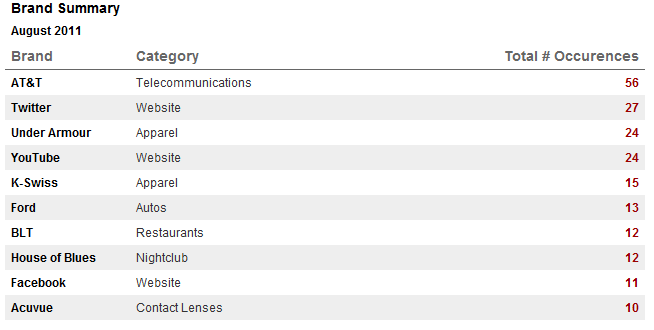 Brand Summary
August 2011
Brand Category Total # Occurences
AT&T Telecommunications 56
Twitter Website 27
Under Armour Apparel 24
YouTube Website 24
K-Swiss Apparel 15
Ford Autos 13
BLT Restaurants 12
House of Blues Nightclub 12
Facebook Website 11
Acuvue Contact Lenses 10